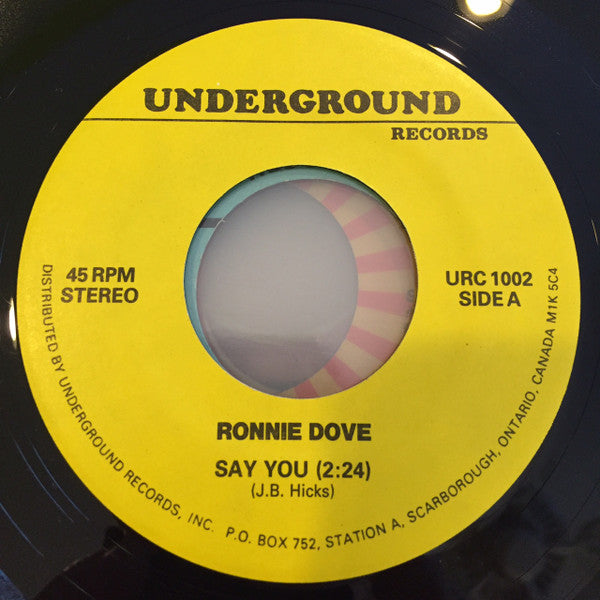 UNDERGROUND
RECORDS
45 RPM
STEREO
URC 1002
SIDE A
RONNIE DOVE
SAY YOU (2:24)
(J.B. Hicks)
DISTRIBUTED BY UNDERGROUND RECORDS, INC. P.O. BOX 752, STATION A, SCARBOROUGH, ONTARIO, CANADA M1K 5C4